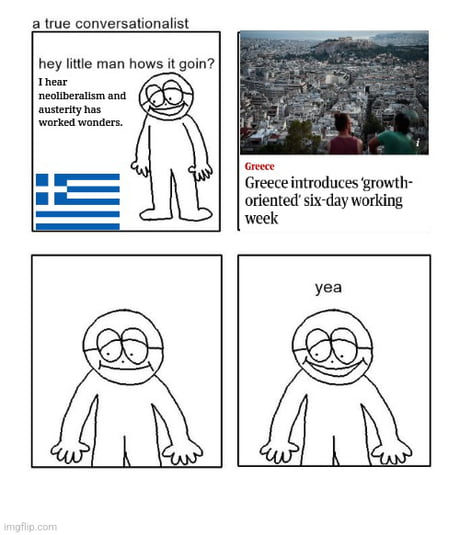 a true conversationalist
hey little man hows it goin?
I hear
neoliberalism and
austerity has
worked wonders.
Greece
Greece introduces ‘growth-
oriented’ six-day working
week
yea
imgflip.com